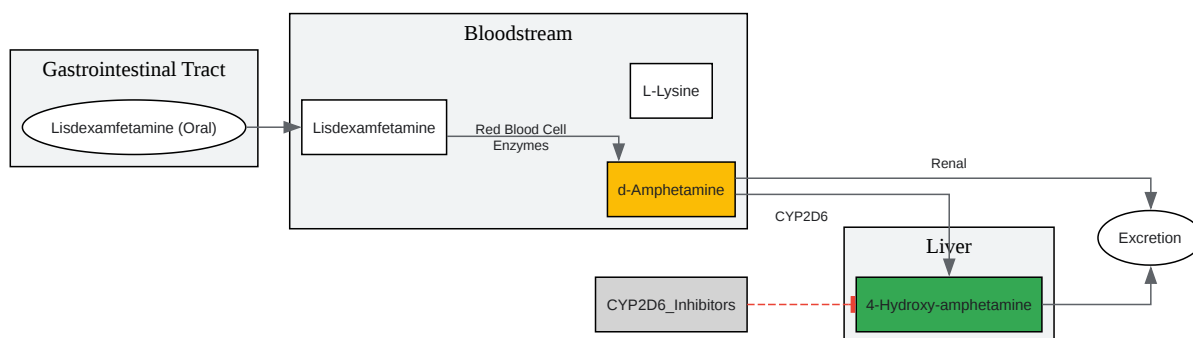 Gastrointestinal Tract
Lisdexamfetamine (Oral)
Bloodstream
Lisdexamfetamine
Red Blood Cell
Enzymes
L-Lysine
d-Amphetamine
Renal
CYP2D6
Excretion
Liver
4-Hydroxy-amphetamine
CYP2D6_Inhibitors